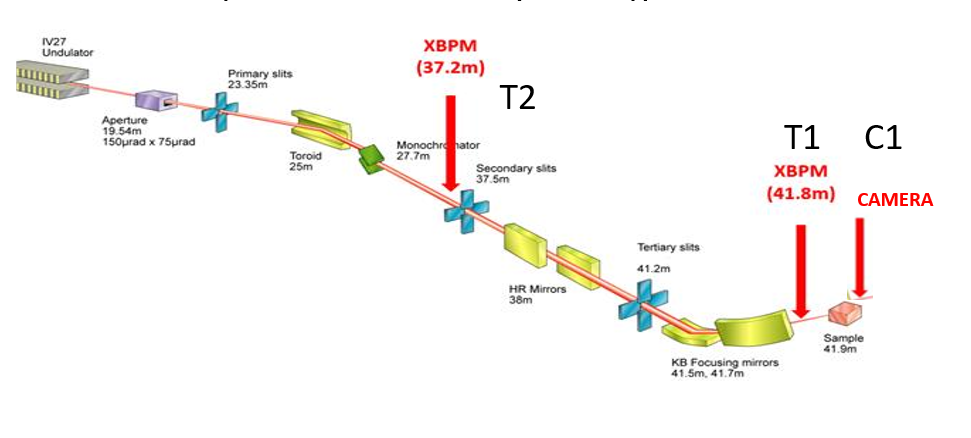 IV27
Undulator
Aperture
19.54m
150µrad x 75µrad
Primary slits
23.35m
Toroid
25m
Monochromator
27.7m
XBPM
(37.2m)
T2
Secondary slits
37.5m
HR Mirrors
38m
Tertiary slits
41.2m
KB Focusing mirrors
41.5m, 41.7m
T1
XBPM
(41.8m)
C1
CAMERA
Sample
41.9m